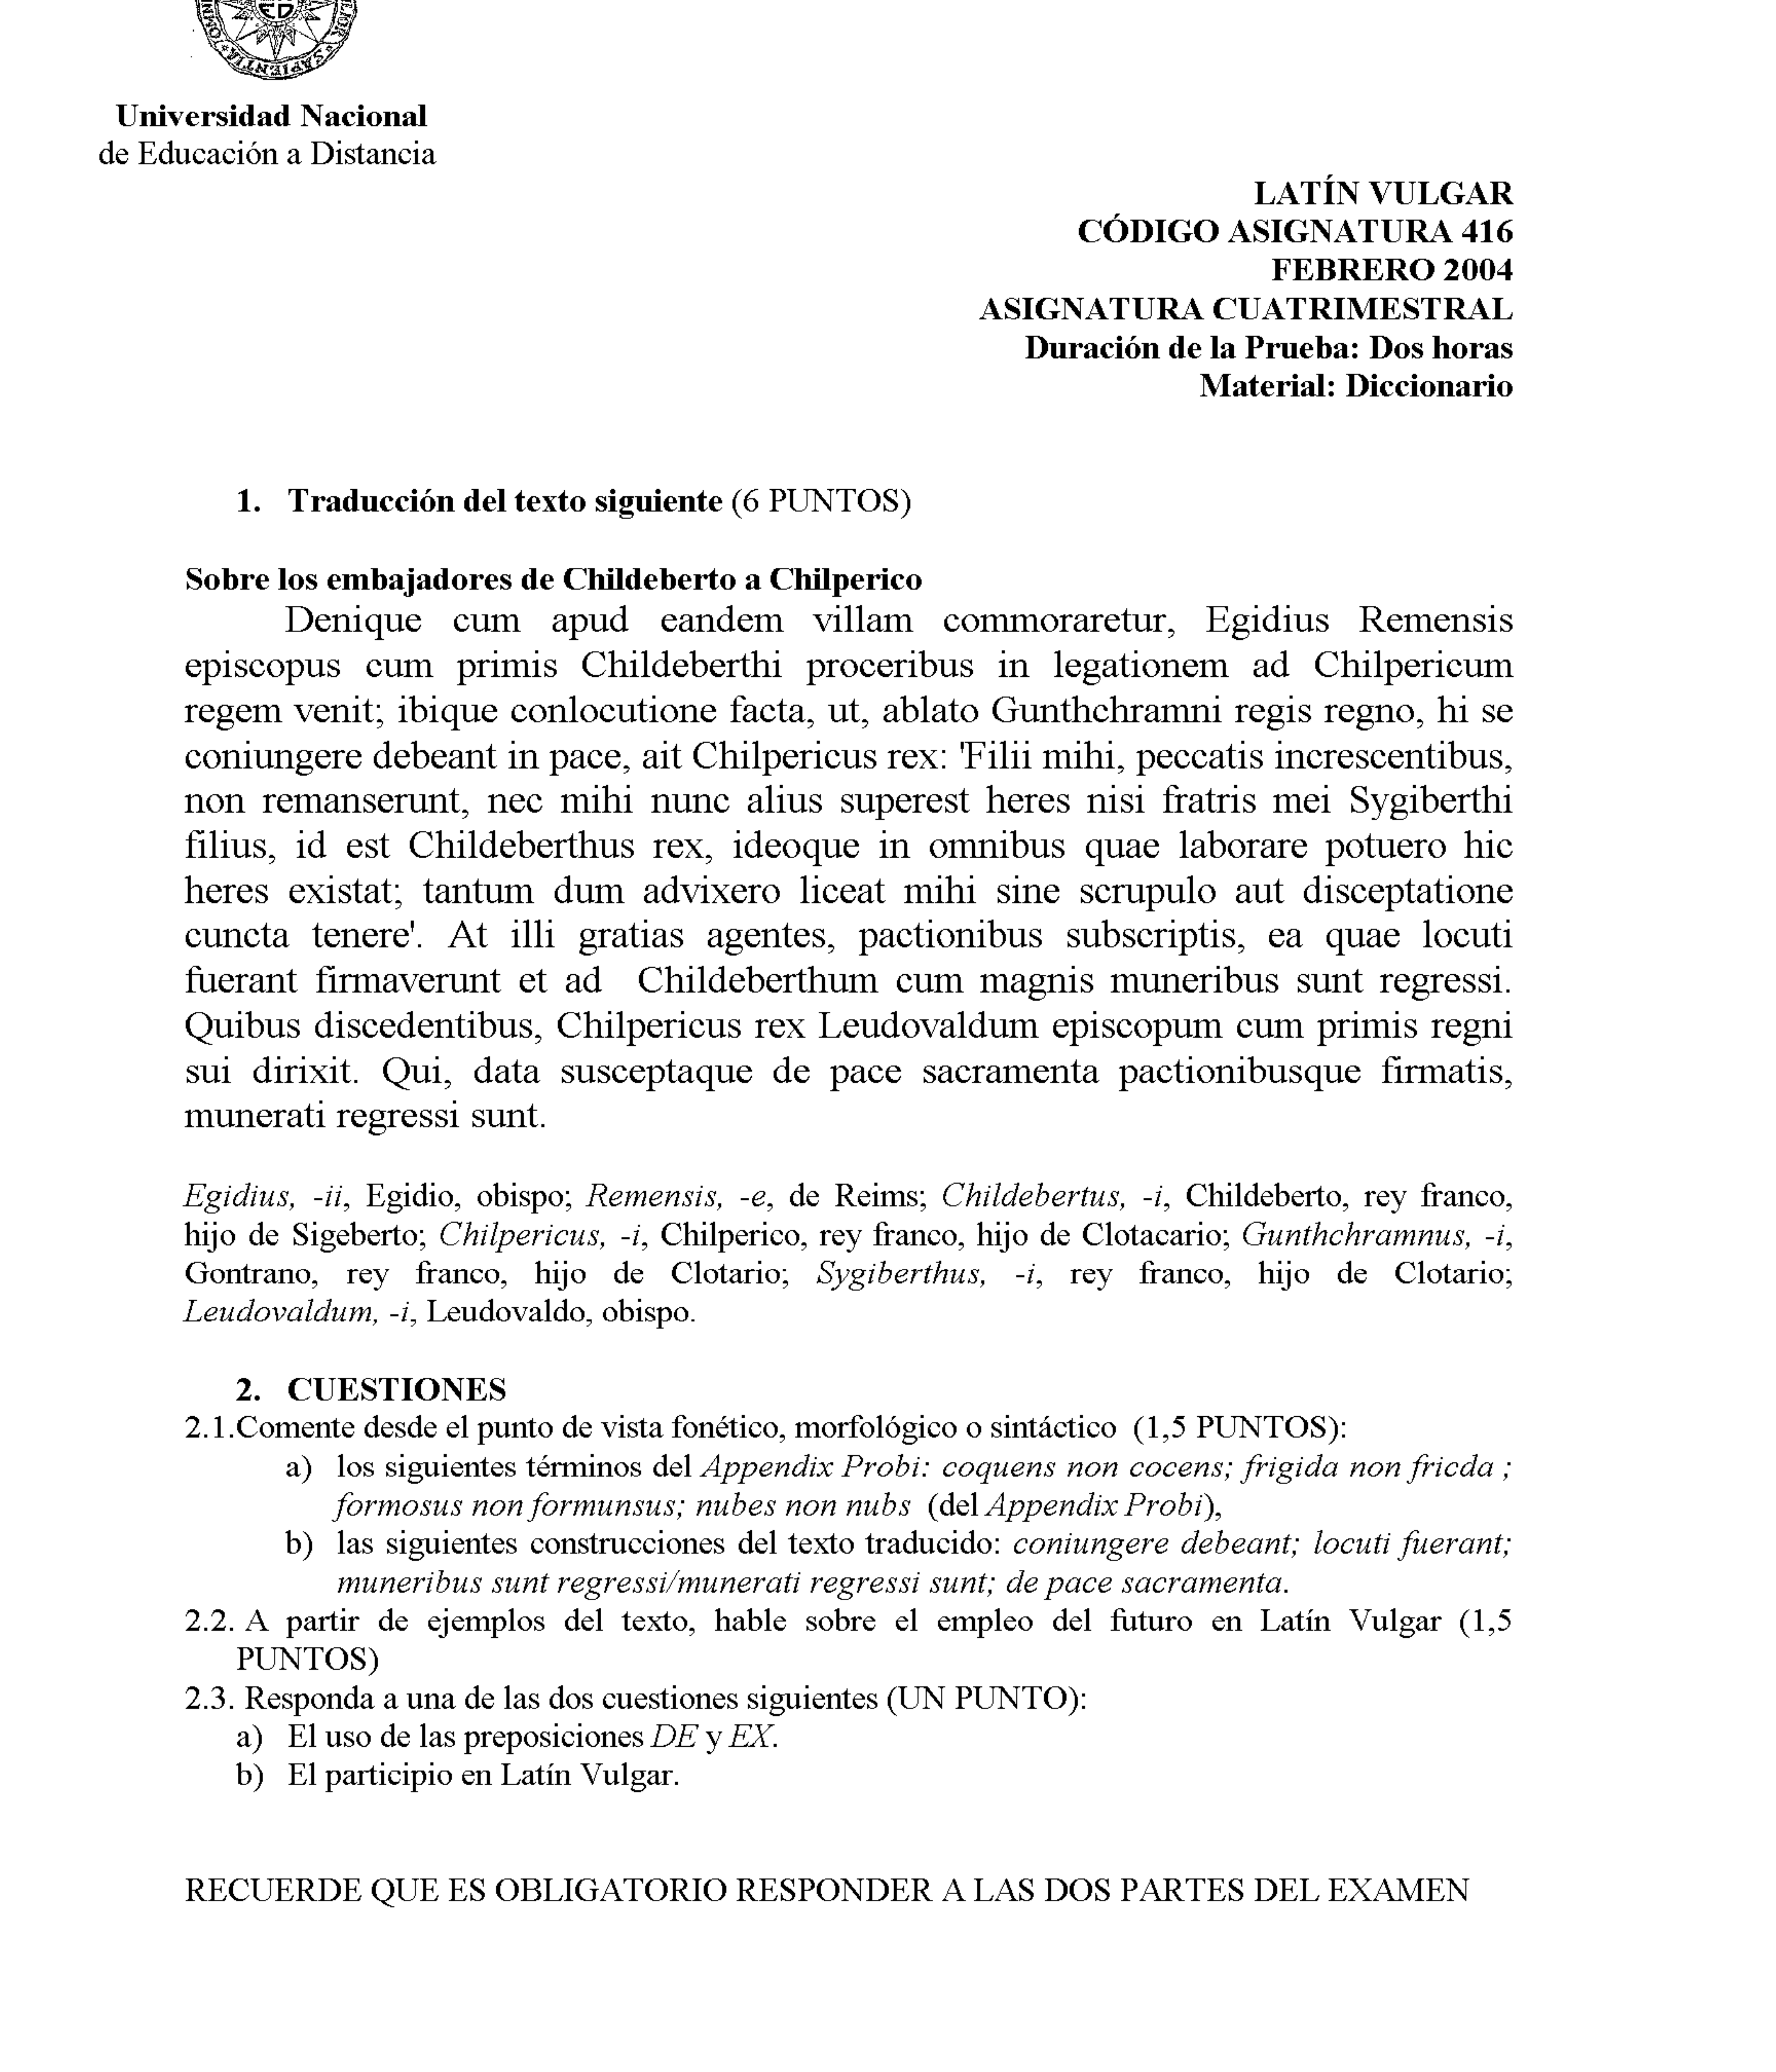 Universidad Nacional
de Educación a Distancia
LATÍN VULGAR
CÓDIGO ASIGNATURA 416
FEBRERO 2004
ASIGNATURA CUATRIMESTRAL
Duración de la Prueba: Dos horas
Material: Diccionario
1. Traducción del texto siguiente (6 PUNTOS)
Sobre los embajadores de Childeberto a Chilperico
Denique cum apud eandem villam commoraretur, Egidius Remensis
episcopus cum primis Childeberthi proceribus in legationem ad Chilpericum
regem venit; ibique conlocutione facta, ut, ablato Gunthchramni regis regno, hi se
coniungere debeant in pace, ait Chilpericus rex: 'Filii mihi, peccatis increscentibus,
non remanserunt, nec mihi nunc alius superest heres nisi fratris mei Sygiberthi
filius, id est Childeberthus rex, ideoque in omnibus quae laborare potuero hic
heres existat; tantum dum advixero liceat mihi sine scrupulo aut disceptatione
cuncta tenere'. At illi gratias agentes, pactionibus subscriptis, ea quae locuti
fuerant firmaverunt et ad Childeberthum cum magnis muneribus sunt regressi.
Quibus discedentibus, Chilpericus rex Leudovaldum episcopum cum primis regni
sui dirixit. Qui, data susceptaque de pace sacramenta pactionibusque firmatis,
munerati regressi sunt.
Egidius, -ii, Egidio, obispo; Remensis, -e, de Reims; Childebertus, -i, Childeberto, rey franco,
hijo de Sigeberto; Chilpericus, -i, Chilperico, rey franco, hijo de Clotacario; Gunthchramnus, -i,
Gontrano, rey franco, hijo de Clotario; Sygiberthus, -i, rey franco, hijo de Clotario;
Leudovaldum, -i, Leudovaldo, obispo.
2. CUESTIONES
2.1.Comente desde el punto de vista fonético, morfológico o sintáctico (1,5 PUNTOS):
a) los siguientes términos del Appendix Probi: coquens non cocens; frigida non fricda ;
formosus non formunsus; nubes non nubs (del Appendix Probi),
b) las siguientes construcciones del texto traducido: coniungere debeant; locuti fuerant;
muneribus sunt regressi/munerati regressi sunt; de pace sacramenta.
2.2. A partir de ejemplos del texto, hable sobre el empleo del futuro en Latín Vulgar (1,5
PUNTOS)
2.3. Responda a una de las dos cuestiones siguientes (UN PUNTO):
a) El uso de las preposiciones DE y EX.
b) El participio en Latín Vulgar.
RECUERDE QUE ES OBLIGATORIO RESPONDER A LAS DOS PARTES DEL EXAMEN